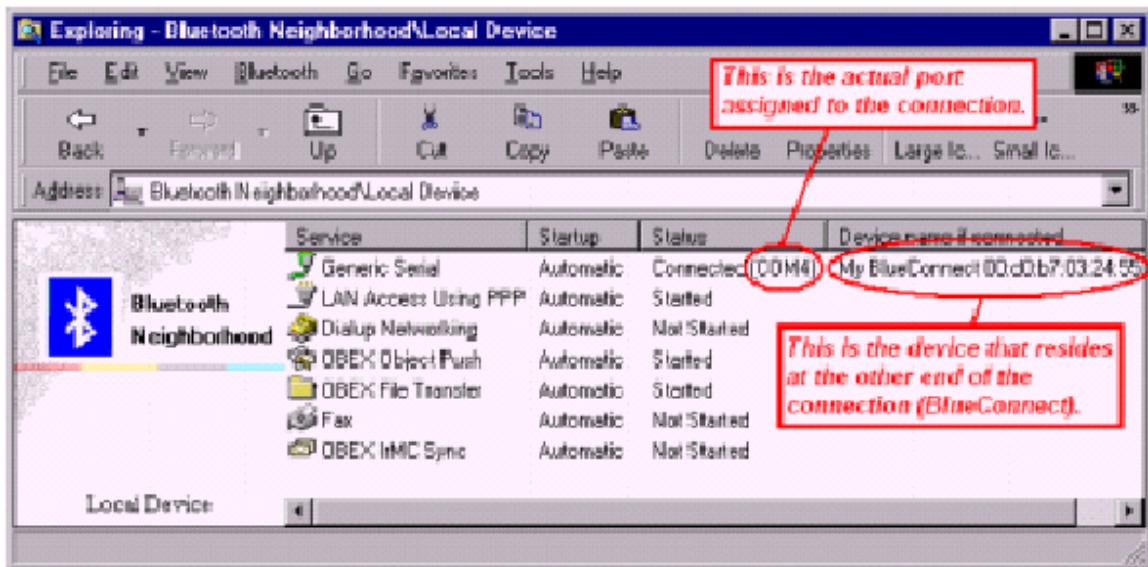 Exploring - Bluetooth Neighborhood\Local Device
File Edit View Bluetooth Go Favorites Tools Help
This is the actual port
assigned to the connection.
Back Forward Up Cut Copy Paste Delete Properties Large Ic... Small Ic...
Address Bluetooth Neighborhood\Local Device
Service Startup Status Device name if connected
Generic Serial Automatic Connected (COM4) My BlueConnect 00:d0:b7:03:24:55
LAN Access Using PPP Automatic Started
Dialup Networking Automatic Not Started
OBEX Object Push Automatic Started
OBEX File Transfer Automatic Started
Fax Automatic Not Started
OBEX IrMC Sync Automatic Not Started
Bluetooth
Neighborhood
This is the device that resides
at the other end of the
connection (BlueConnect).
Local Device